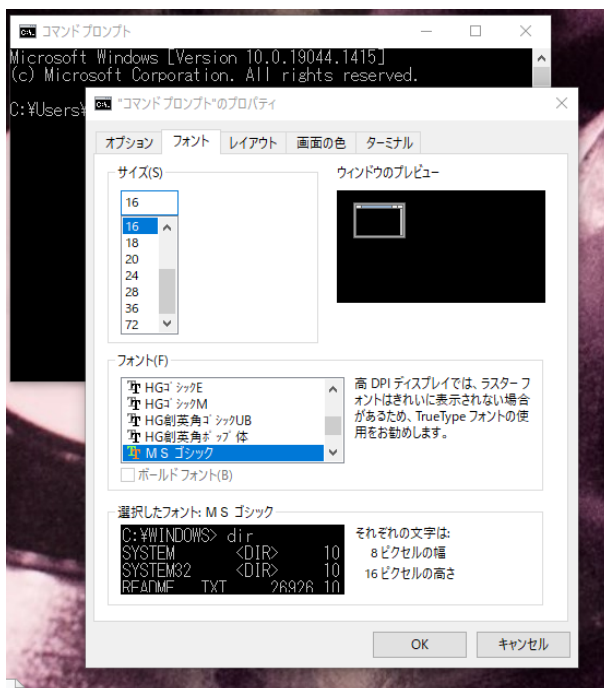 コマンド プロンプト
Microsoft Windows [Version 10.0.19044.1415]
(c) Microsoft Corporation. All rights reserved.
C:¥Users¥
"コマンド プロンプト"のプロパティ
オプション フォント レイアウト 画面の色 ターミナル
サイズ(S)
16
16
18
20
24
28
36
72
ウィンドウのプレビュー
フォント(F)
HGｺﾞｼｯｸE
HGｺﾞｼｯｸM
HG創英角ｺﾞｼｯｸUB
HG創英角ﾎﾟｯﾌﾟ体
ＭＳ ゴシック
ボールド フォント(B)
高 DPI ディスプレイでは、ラスター フ
ォントはきれいに表示されない場合
があるため、TrueType フォントの使
用をお勧めします。
選択したフォント: ＭＳ ゴシック
C:¥WINDOWS> dir
SYSTEM <DIR> 10
SYSTEM32 <DIR> 10
README TXT 26926 10
それぞれの文字は:
8 ピクセルの幅
16 ピクセルの高さ
OK キャンセル